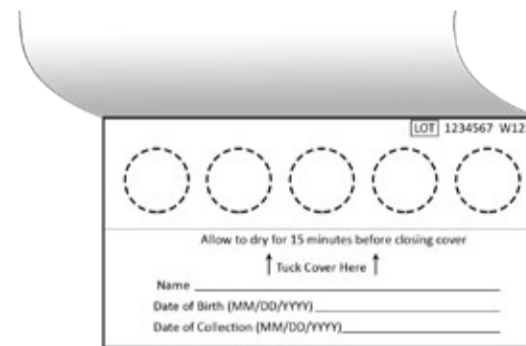 LOT 1234567 W12
Allow to dry for 15 minutes before closing cover
↑ Tuck Cover Here ↑
Name
Date of Birth (MM/DD/YYYY)
Date of Collection (MM/DD/YYYY)